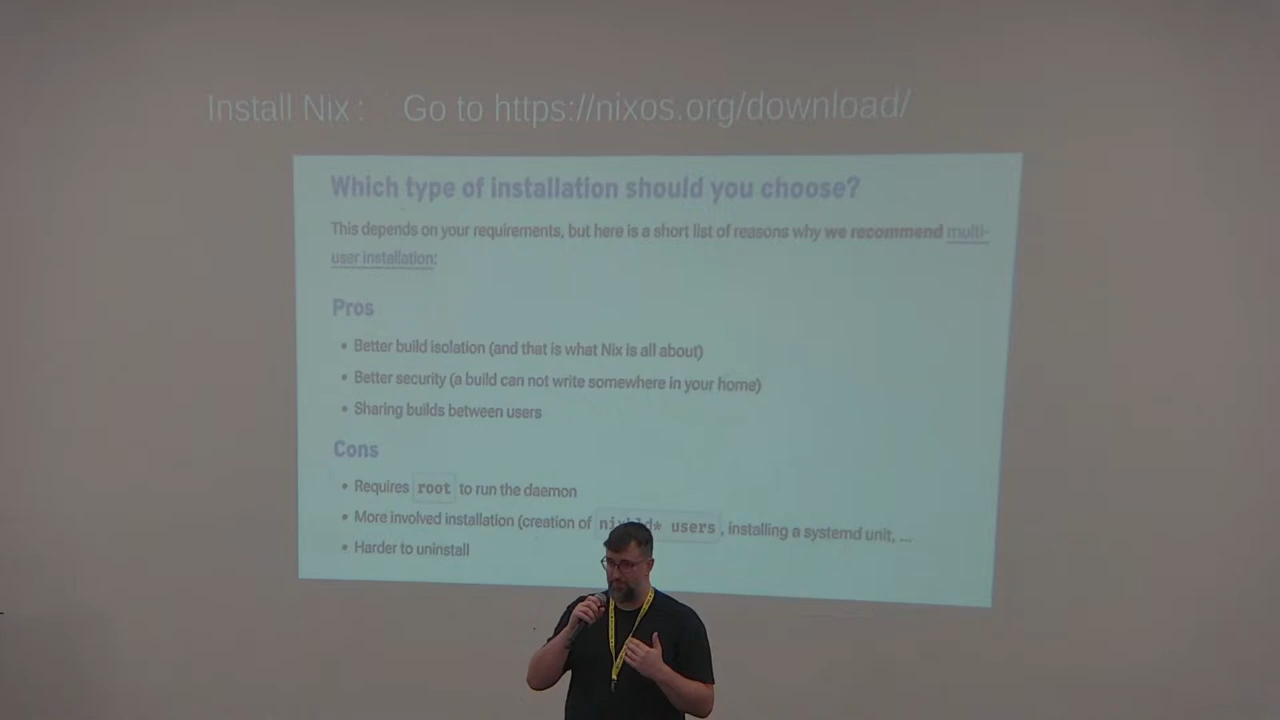 Install Nix : Go to https://nixos.org/download/
Which type of installation should you choose?
This depends on your requirements, but here is a short list of reasons why we recommend multi-
user installation:
Pros
• Better build isolation (and that is what Nix is all about)
• Better security (a build can not write somewhere in your home)
• Sharing builds between users
Cons
• Requires root to run the daemon
• More involved installation (creation of users, installing a systemd unit, ...
• Harder to uninstall